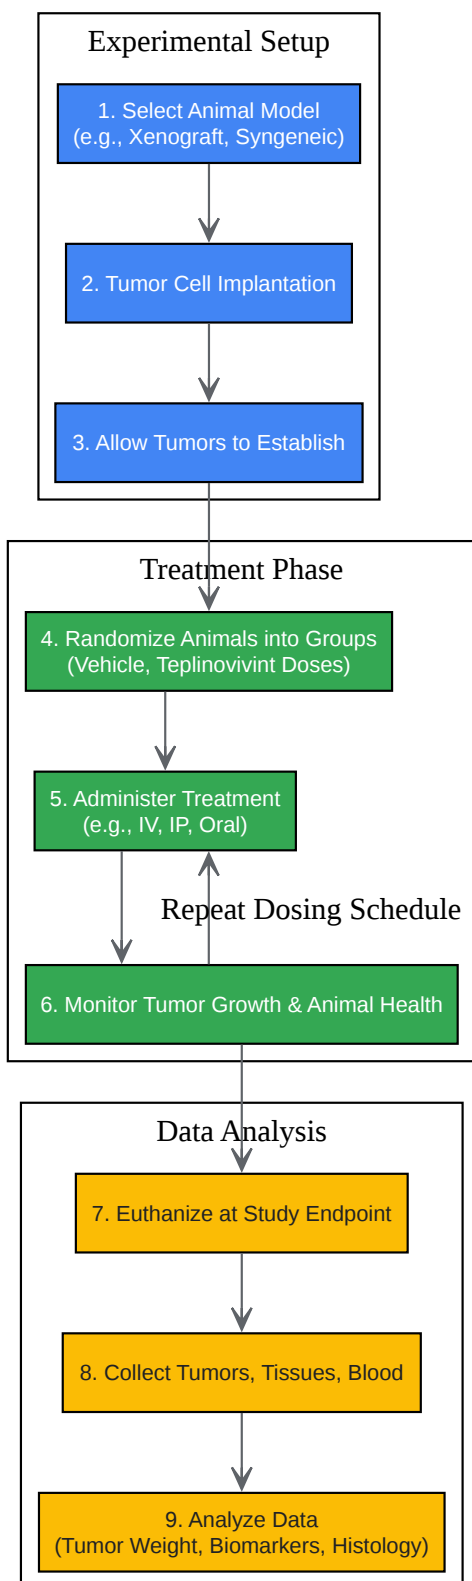 Experimental Setup
1. Select Animal Model
(e.g., Xenograft, Syngeneic)
2. Tumor Cell Implantation
3. Allow Tumors to Establish
Treatment Phase
4. Randomize Animals into Groups
(Vehicle, Teplinovivint Doses)
5. Administer Treatment
(e.g., IV, IP, Oral)
Repeat Dosing Schedule
6. Monitor Tumor Growth & Animal Health
Data Analysis
7. Euthanize at Study Endpoint
8. Collect Tumors, Tissues, Blood
9. Analyze Data
(Tumor Weight, Biomarkers, Histology)